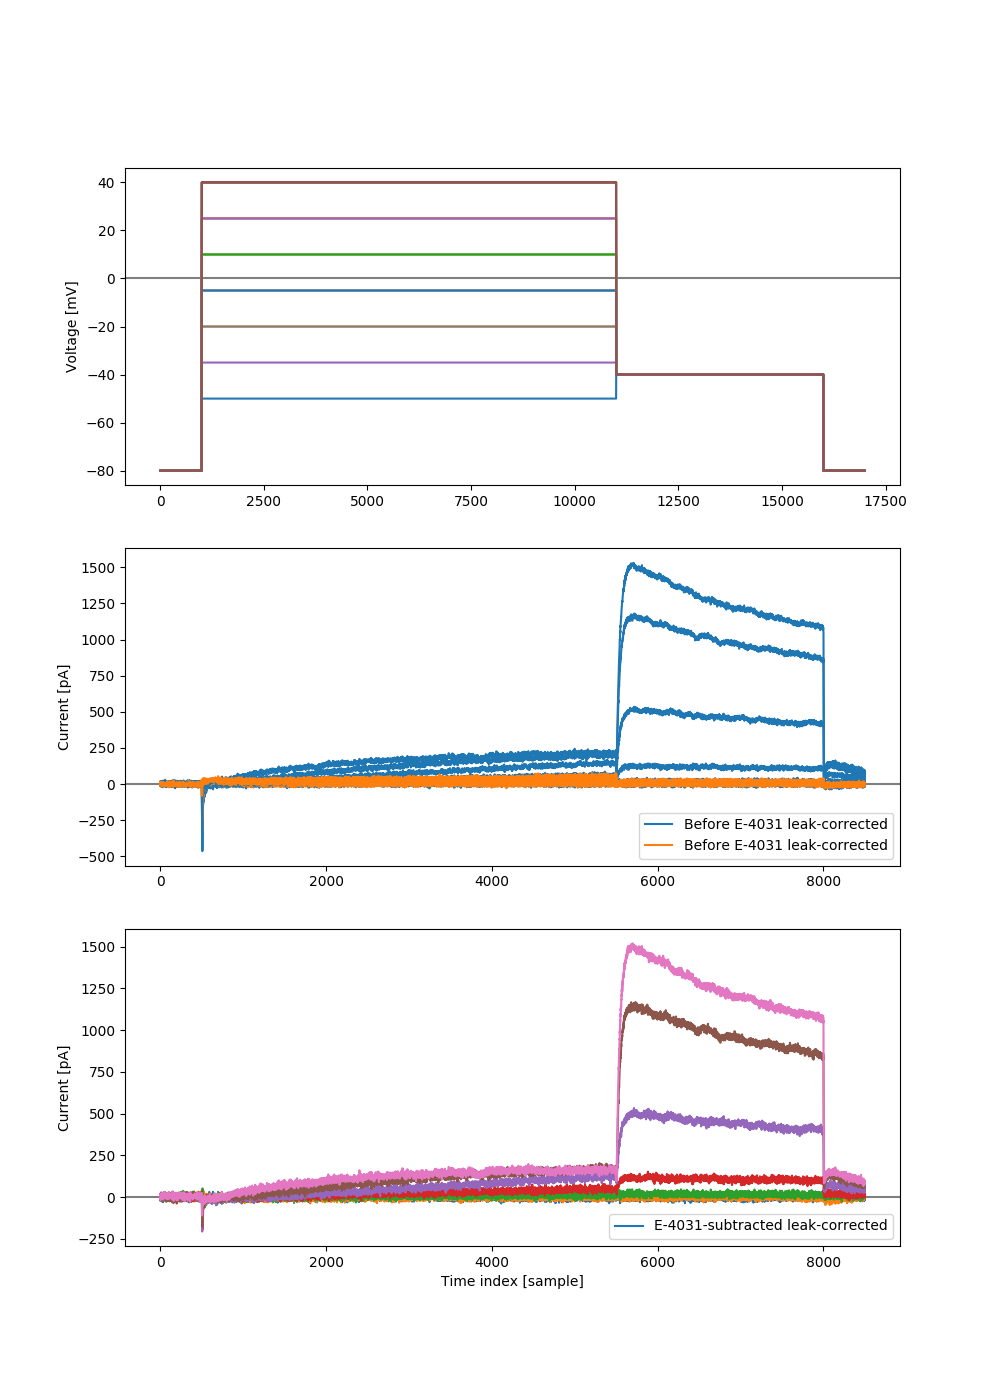 40
20
0
−20
−40
−60
−80
Voltage [mV]
0 2500 5000 7500 10000 12500 15000 17500
1500
1250
1000
750
500
250
0
−250
−500
Current [pA]
Before E-4031 leak-corrected
Before E-4031 leak-corrected
0 2000 4000 6000 8000
1500
1250
1000
750
500
250
0
−250
Current [pA]
E-4031-subtracted leak-corrected
0 2000 4000 6000 8000
Time index [sample]